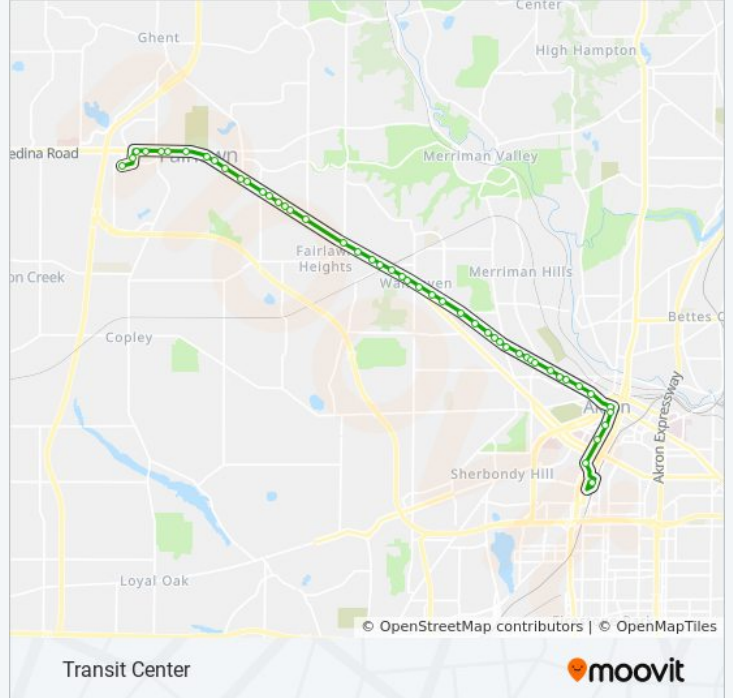 Center
Ghent
High Hampton
edina Road
Merriman Valley
Fairlawn
Heights
Merriman Hills
on Creek
Bettes C
Copley
Akron
Akron Expressway
Sherbondy Hill
Loyal Oak
© OpenStreetMap contributors | © OpenMapTiles
Transit Center
moovit